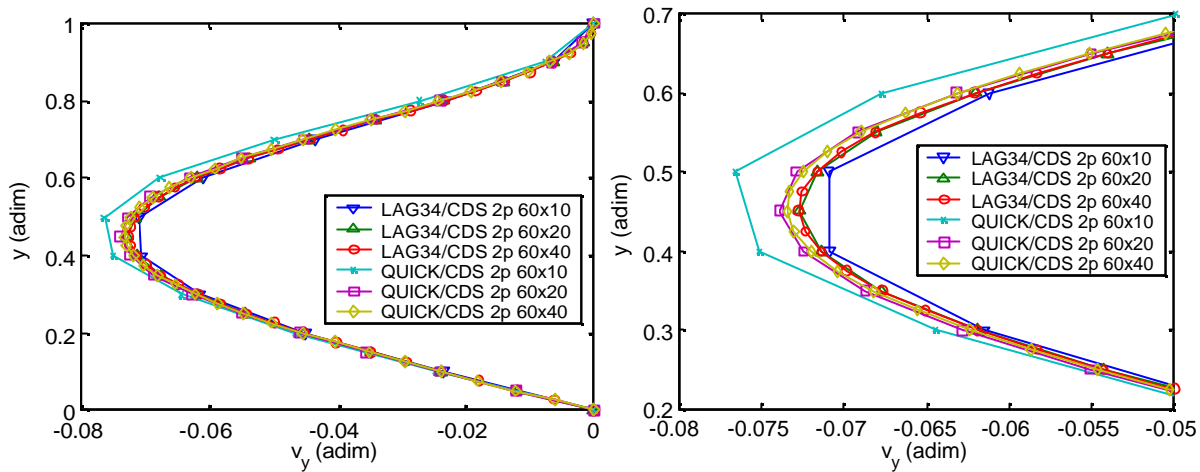 1
0.8
0.6
0.4
0.2
0
-0.08
-0.06
-0.04
-0.02
0
y (adim)
v_y (adim)
LAG34/CDS 2p 60x10
LAG34/CDS 2p 60x20
LAG34/CDS 2p 60x40
QUICK/CDS 2p 60x10
QUICK/CDS 2p 60x20
QUICK/CDS 2p 60x40
0.7
0.6
0.5
0.4
0.3
0.2
-0.08
-0.075
-0.07
-0.065
-0.06
-0.055
-0.05
y (adim)
v_y (adim)
LAG34/CDS 2p 60x10
LAG34/CDS 2p 60x20
LAG34/CDS 2p 60x40
QUICK/CDS 2p 60x10
QUICK/CDS 2p 60x20
QUICK/CDS 2p 60x40